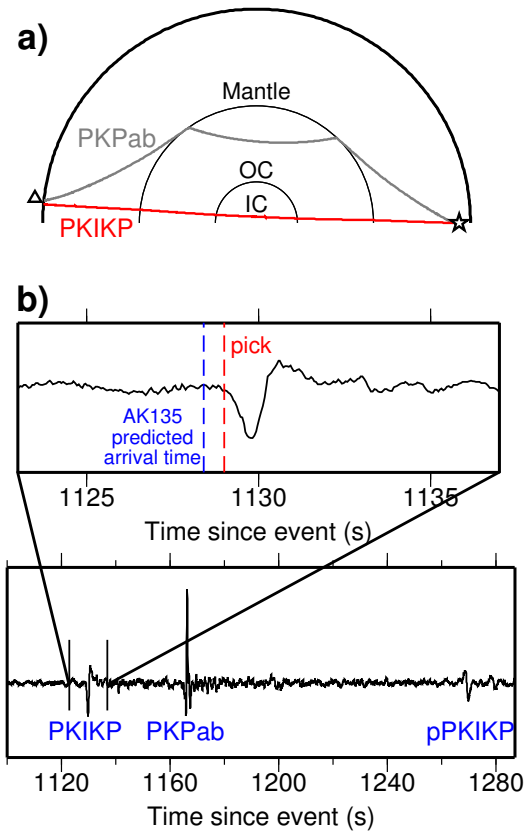 a)
Mantle
PKPab
OC
IC
PKIKP
b)
pick
AK135
predicted
arrival time
1125 1130 1135
Time since event (s)
PKIKP PKPab pPKIKP
1120 1160 1200 1240 1280
Time since event (s)